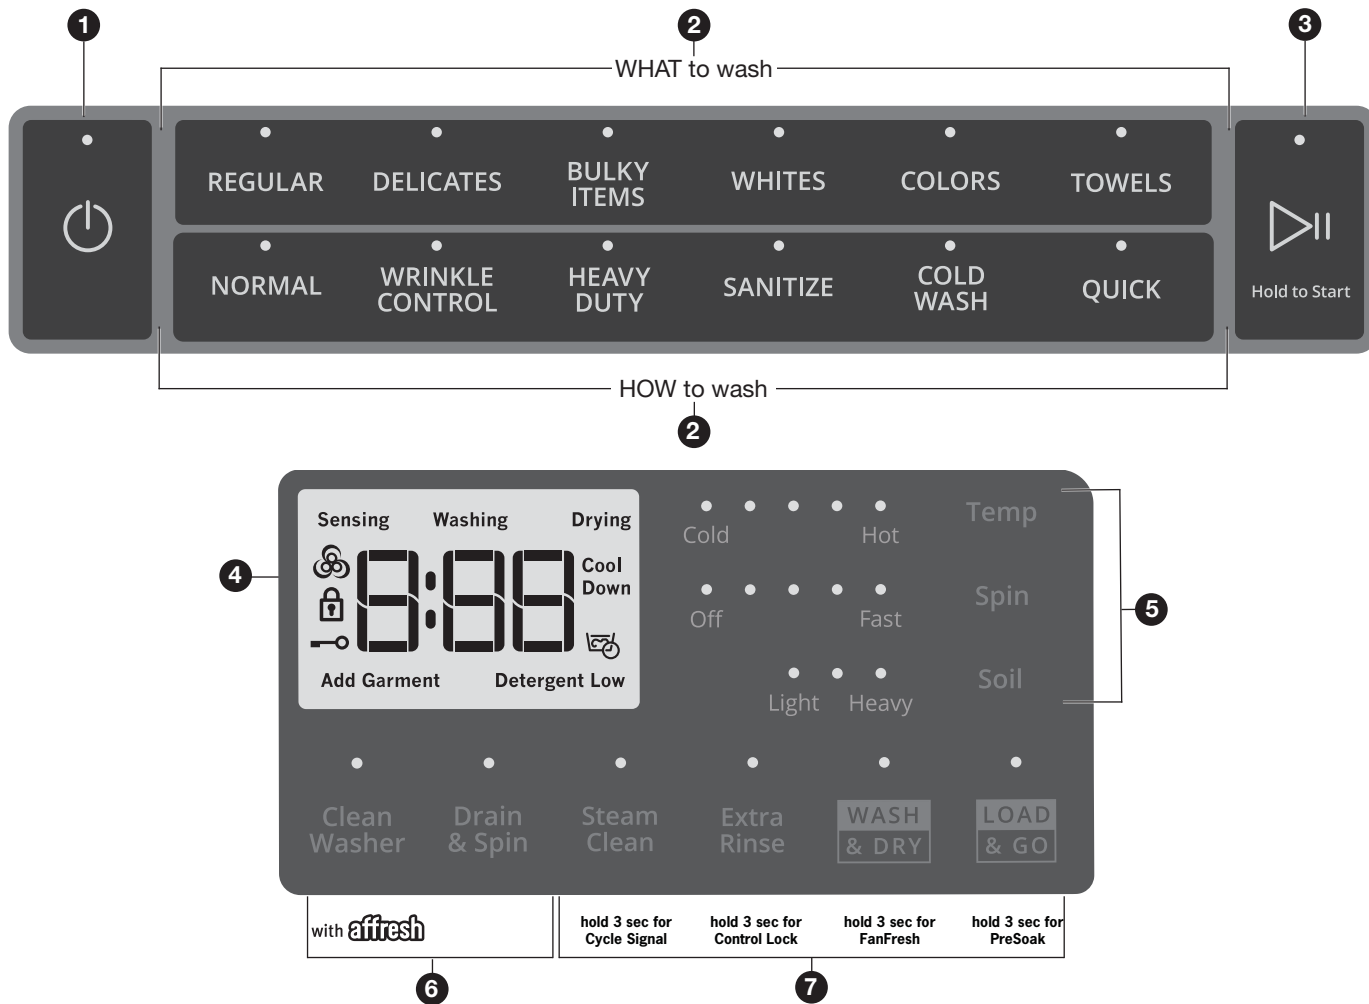 1 2 3
WHAT to wash
REGULAR DELICATES BULKY ITEMS WHITES COLORS TOWELS
NORMAL WRINKLE CONTROL HEAVY DUTY SANITIZE COLD WASH QUICK
Hold to Start
HOW to wash
2
Sensing Washing Drying
8:88
Cool
Down
Add Garment Detergent Low
4
Cold Hot Temp
Off Fast Spin
Light Heavy Soil
5
Clean Washer
Drain & Spin
Steam Clean
Extra Rinse
WASH & DRY
LOAD & GO
with affresh
hold 3 sec for Cycle Signal
hold 3 sec for Control Lock
hold 3 sec for FanFresh
hold 3 sec for PreSoak
6 7